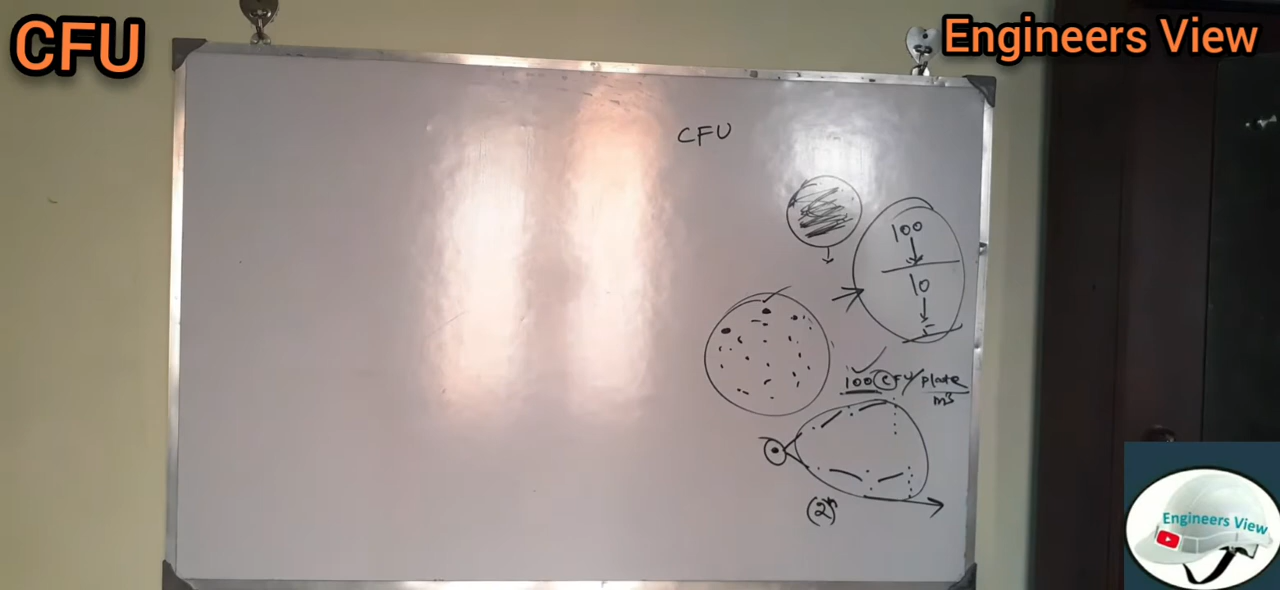 CFU
Engineers View
CFU
100
10
100 CFU/plate
m³
(2)ⁿ
Engineers View